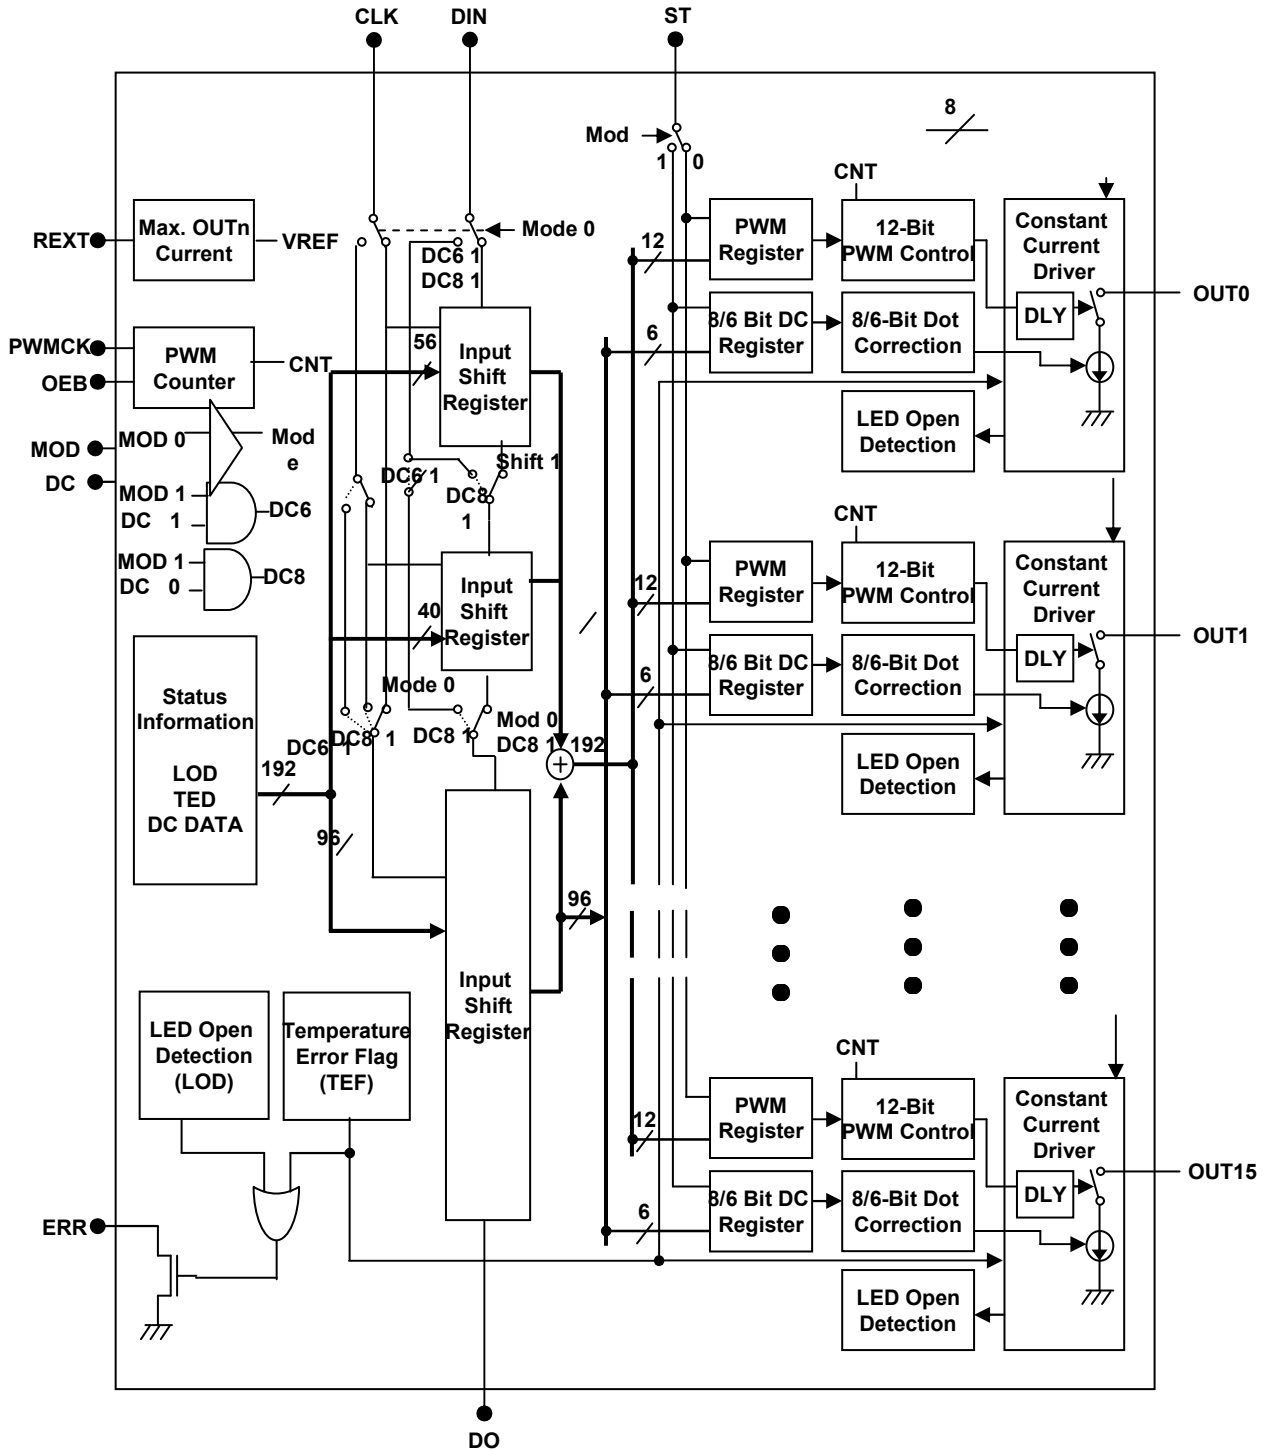 CLK
DIN
ST
8
Mod
1
0
REXT
Max. OUTn
Current
VREF
Mode 0
DC6 1
DC8 1
PWMCK
OEB
PWM
Counter
CNT
MOD
DC
MOD 0
Mod
e
MOD 1
DC 1
DC6
MOD 1
DC 0
DC8
56
Input
Shift
Register
Shift 1
DC6 1
DC8
1
40
Input
Shift
Register
Mode 0
Mod 0
DC8 1
DC6 1
DC8 1
DC8 1
192
Status
Information
LOD
TED
DC DATA
192
96
96
Input
Shift
Register
LED Open
Detection
(LOD)
Temperature
Error Flag
(TEF)
ERR
DO
CNT
12
PWM
Register
12-Bit
PWM Control
Constant
Current
Driver
6
8/6 Bit DC
Register
8/6-Bit Dot
Correction
DLY
OUT0
LED Open
Detection
CNT
12
PWM
Register
12-Bit
PWM Control
Constant
Current
Driver
6
8/6 Bit DC
Register
8/6-Bit Dot
Correction
DLY
OUT1
LED Open
Detection
CNT
12
PWM
Register
12-Bit
PWM Control
Constant
Current
Driver
6
8/6 Bit DC
Register
8/6-Bit Dot
Correction
DLY
OUT15
LED Open
Detection